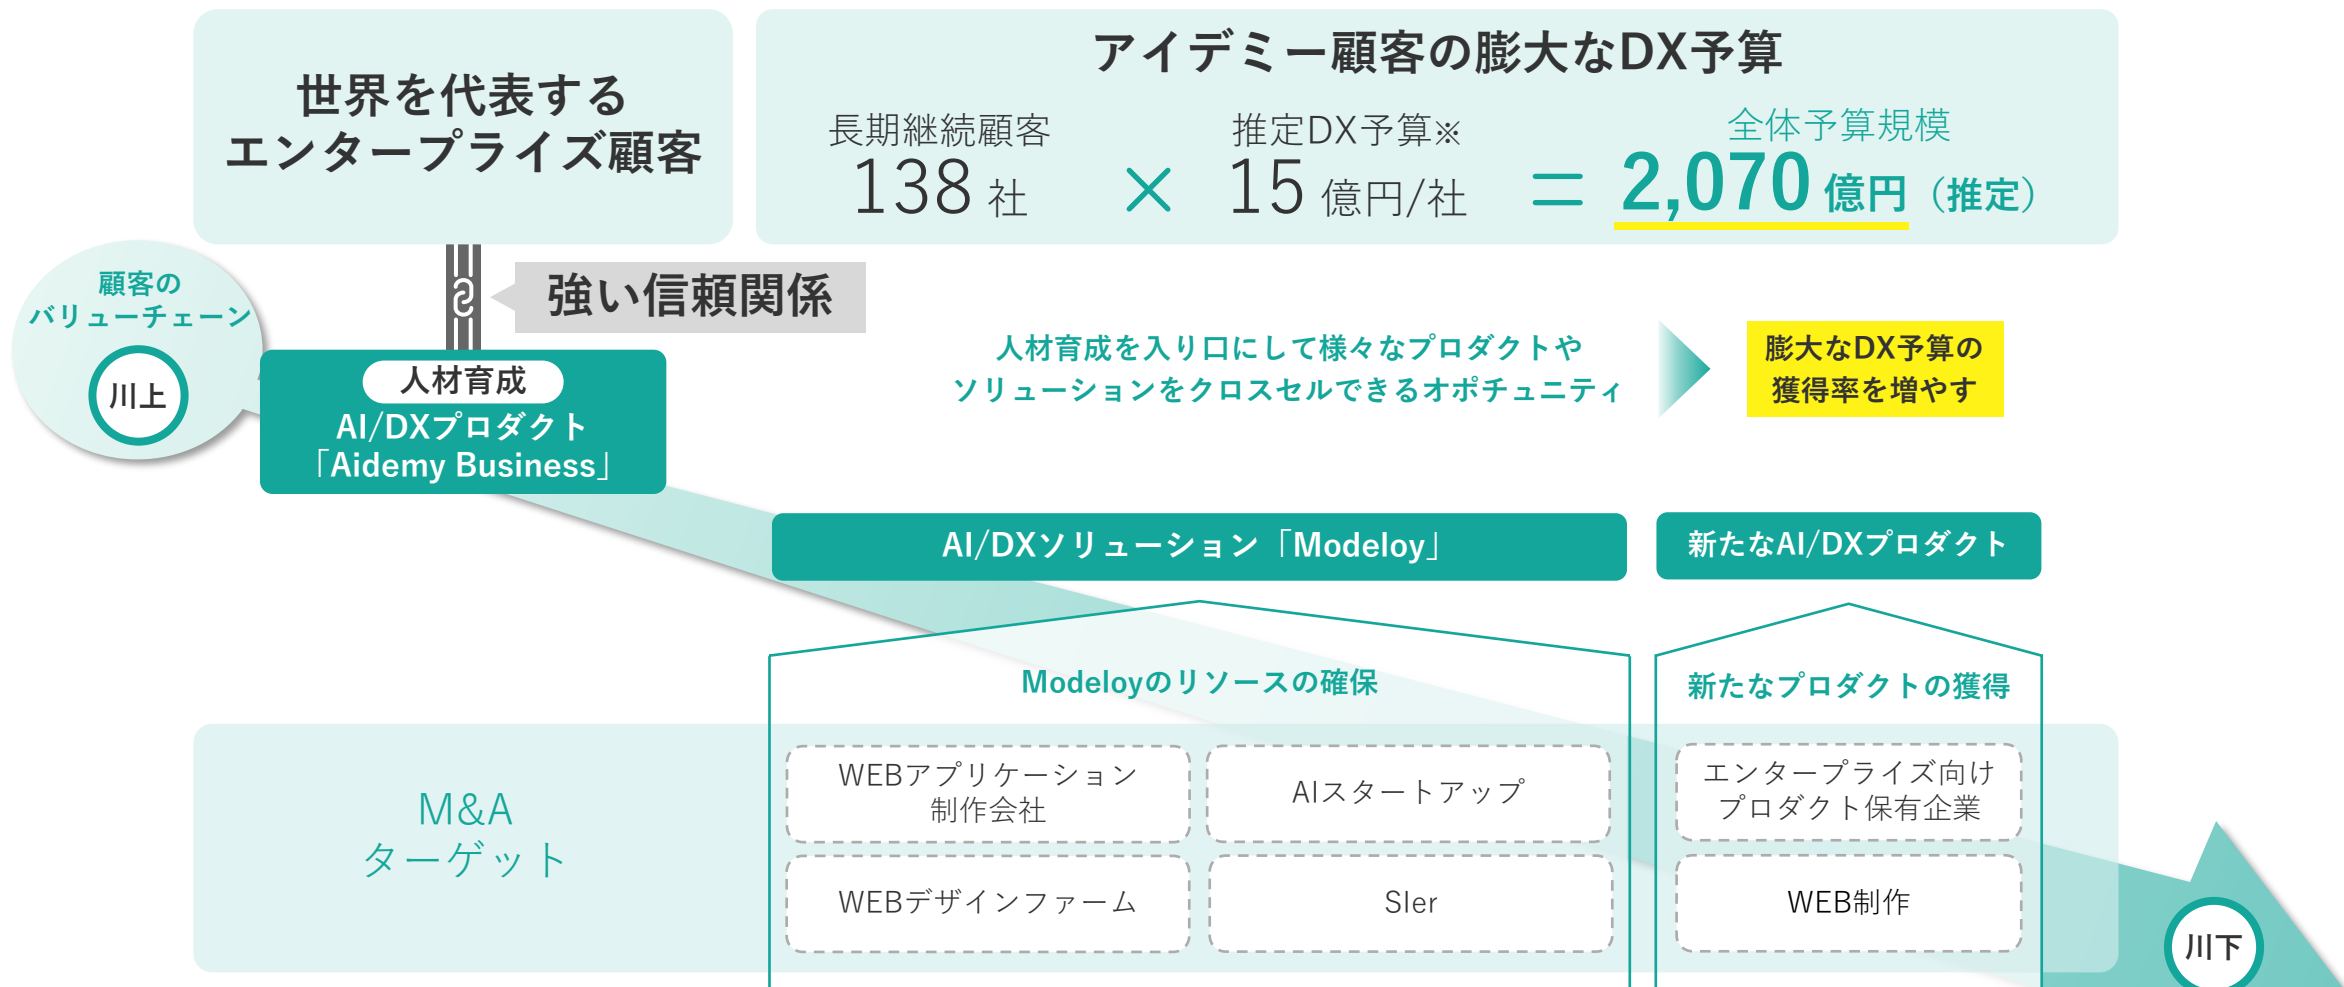 世界を代表する
エンタープライズ顧客
アイデミー顧客の膨大なDX予算
長期継続顧客
138 社
×
推定DX予算※
15 億円/社
=
全体予算規模
2,070 億円（推定）
強い信頼関係
顧客の
バリューチェーン
川上
人材育成
AI/DXプロダクト
「Aidemy Business」
人材育成を入り口にして様々なプロダクトや
ソリューションをクロスセルできるオポチュニティ
膨大なDX予算の
獲得率を増やす
AI/DXソリューション「Modeloy」
新たなAI/DXプロダクト
Modeloyのリソースの確保
新たなプロダクトの獲得
M&A
ターゲット
WEBアプリケーション
制作会社
AIスタートアップ
エンタープライズ向け
プロダクト保有企業
WEBデザインファーム
SIer
WEB制作
川下